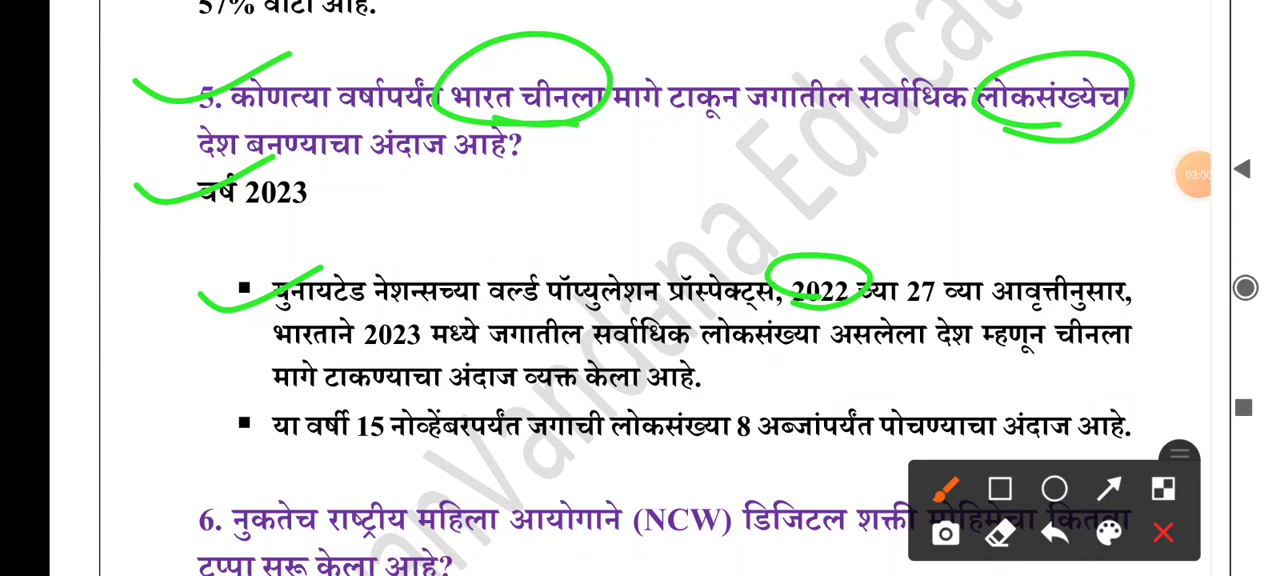 57% वाटा आहे.
5. कोणत्या वर्षापर्यंत भारत चीनला मागे टाकून जगातील सर्वाधिक लोकसंख्येचा
देश बनण्याचा अंदाज आहे?
वर्ष 2023
03:00
▪ युनायटेड नेशन्सच्या वर्ल्ड पॉप्युलेशन प्रॉस्पेक्ट्स, 2022 च्या 27 व्या आवृत्तीनुसार,
भारताने 2023 मध्ये जगातील सर्वाधिक लोकसंख्या असलेला देश म्हणून चीनला
मागे टाकण्याचा अंदाज व्यक्त केला आहे.
▪ या वर्षी 15 नोव्हेंबरपर्यंत जगाची लोकसंख्या 8 अब्जांपर्यंत पोचण्याचा अंदाज आहे.
6. नुकतेच राष्ट्रीय महिला आयोगाने (NCW) डिजिटल शक्ती मोहिमेचा कितवा
टप्पा सुरू केला आहे?